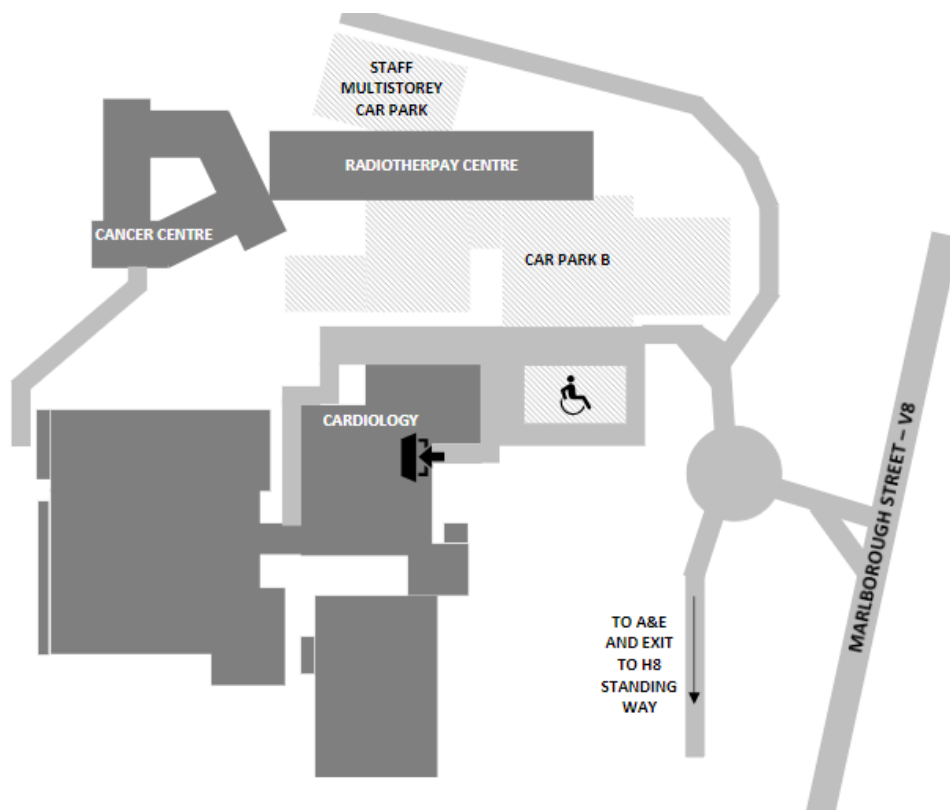 STAFF
MULTISTOREY
CAR PARK
RADIOTHERPAY CENTRE
CANCER CENTRE
CAR PARK B
CARDIOLOGY
MARLBOROUGH STREET – V8
TO A&E
AND EXIT
TO H8
STANDING
WAY